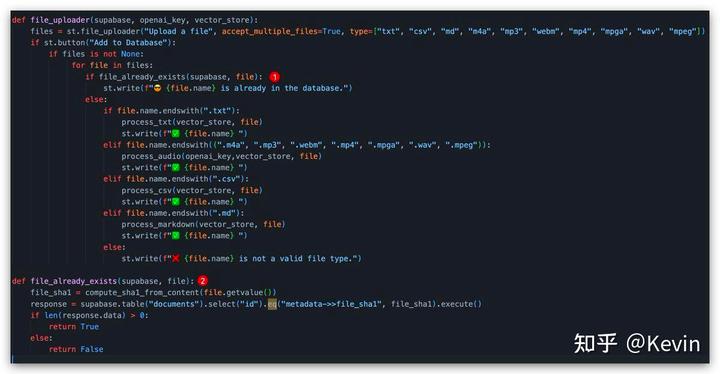 def file_uploader(supabase, openai_key, vector_store):
    files = st.file_uploader("Upload a file", accept_multiple_files=True, type=["txt", "csv", "md", "m4a", "mp3", "webm", "mp4", "mpga", "wav", "mpeg"])
    if st.button("Add to Database"):
        if files is not None:
            for file in files:
                if file_already_exists(supabase, file): 1
                    st.write(f"😎 {file.name} is already in the database.")
                else:
                    if file.name.endswith(".txt"):
                        process_txt(vector_store, file)
                        st.write(f"✅ {file.name} ")
                    elif file.name.endswith((".m4a", ".mp3", ".webm", ".mp4", ".mpga", ".wav", ".mpeg")):
                        process_audio(openai_key,vector_store, file)
                        st.write(f"✅ {file.name} ")
                    elif file.name.endswith(".csv"):
                        process_csv(vector_store, file)
                        st.write(f"✅ {file.name} ")
                    elif file.name.endswith(".md"):
                        process_markdown(vector_store, file)
                        st.write(f"✅ {file.name} ")
                    else:
                        st.write(f"❌ {file.name} is not a valid file type.")
def file_already_exists(supabase, file): 2
    file_sha1 = compute_sha1_from_content(file.getvalue())
    response = supabase.table("documents").select("id").eq("metadata->>file_sha1", file_sha1).execute()
    if len(response.data) > 0:
        return True
    else:
        return False
知乎 @Kevin